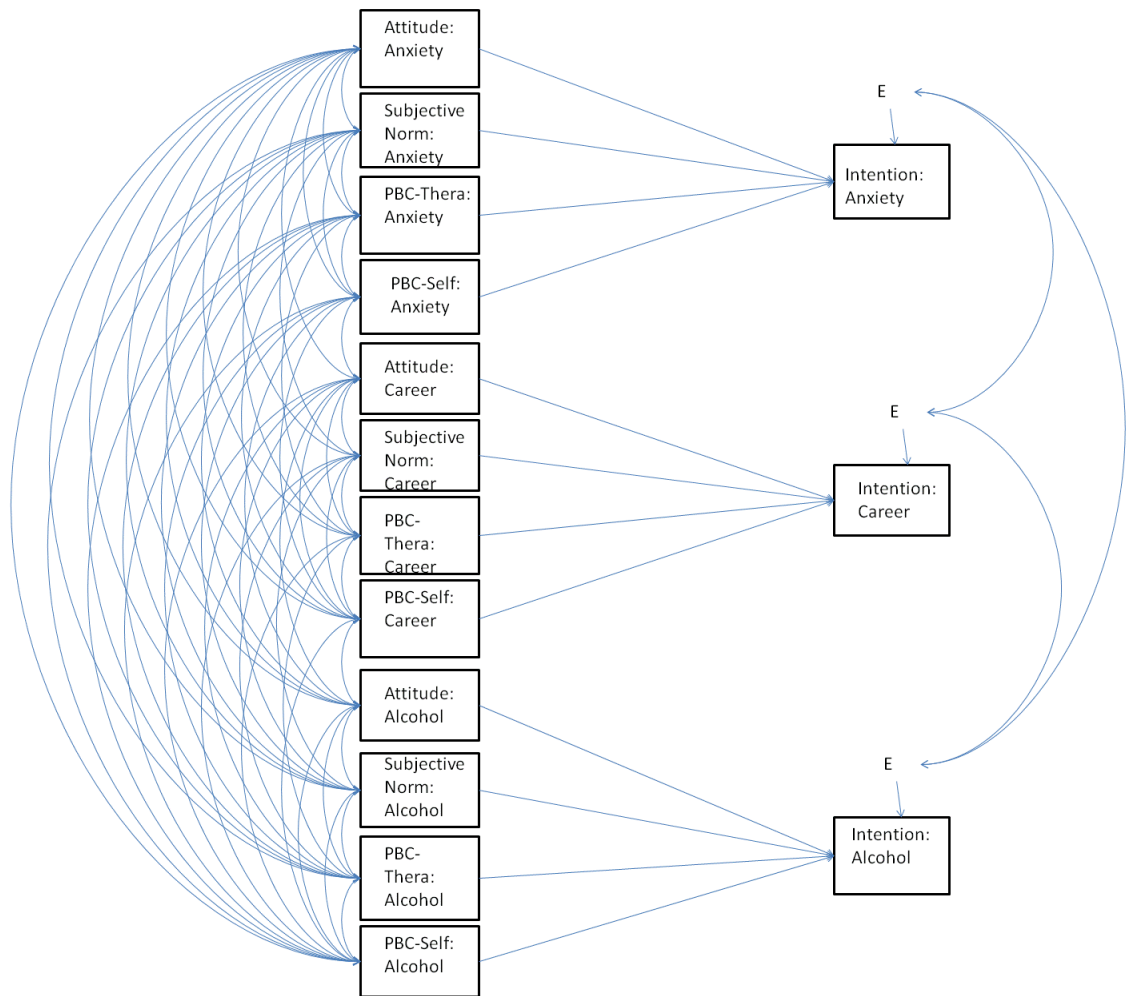 Attitude:
Anxiety
Subjective
Norm:
Anxiety
PBC-Thera:
Anxiety
PBC-Self:
Anxiety
Attitude:
Career
Subjective
Norm:
Career
PBC-
Thera:
Career
PBC-Self:
Career
Attitude:
Alcohol
Subjective
Norm:
Alcohol
PBC-
Thera:
Alcohol
PBC-Self:
Alcohol
E
Intention:
Anxiety
E
Intention:
Career
E
Intention:
Alcohol